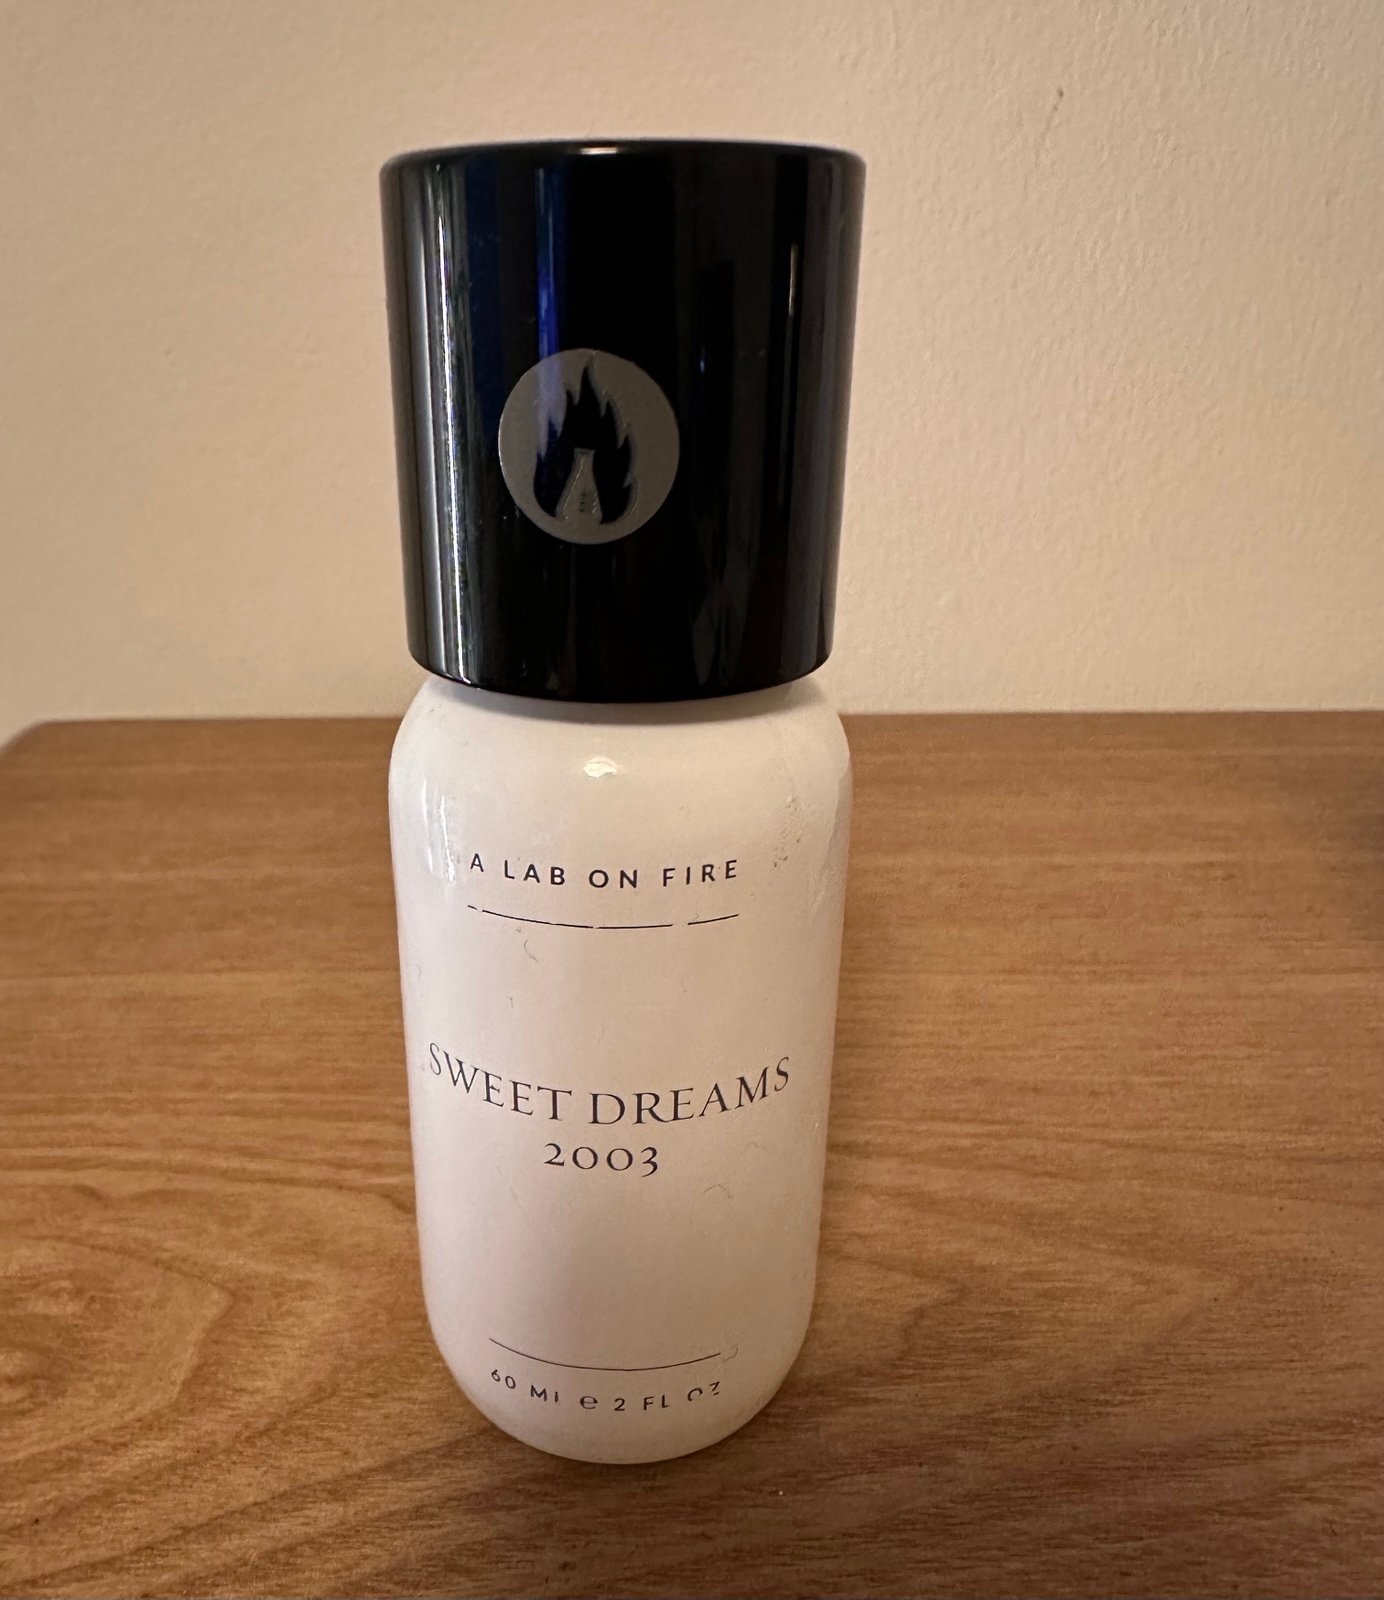 A LAB ON FIRE
SWEET DREAMS
2003
60 Ml e 2 FL OZ